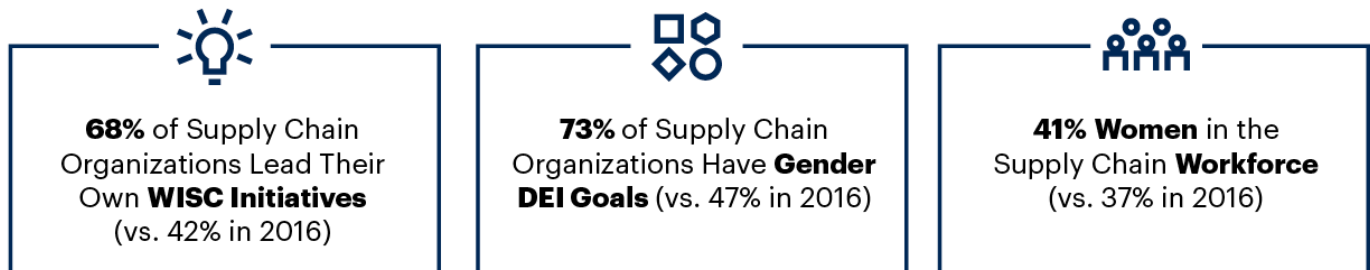 68% of Supply Chain
Organizations Lead Their
Own WISC Initiatives
(vs. 42% in 2016)
73% of Supply Chain
Organizations Have Gender
DEI Goals (vs. 47% in 2016)
41% Women in the
Supply Chain Workforce
(vs. 37% in 2016)